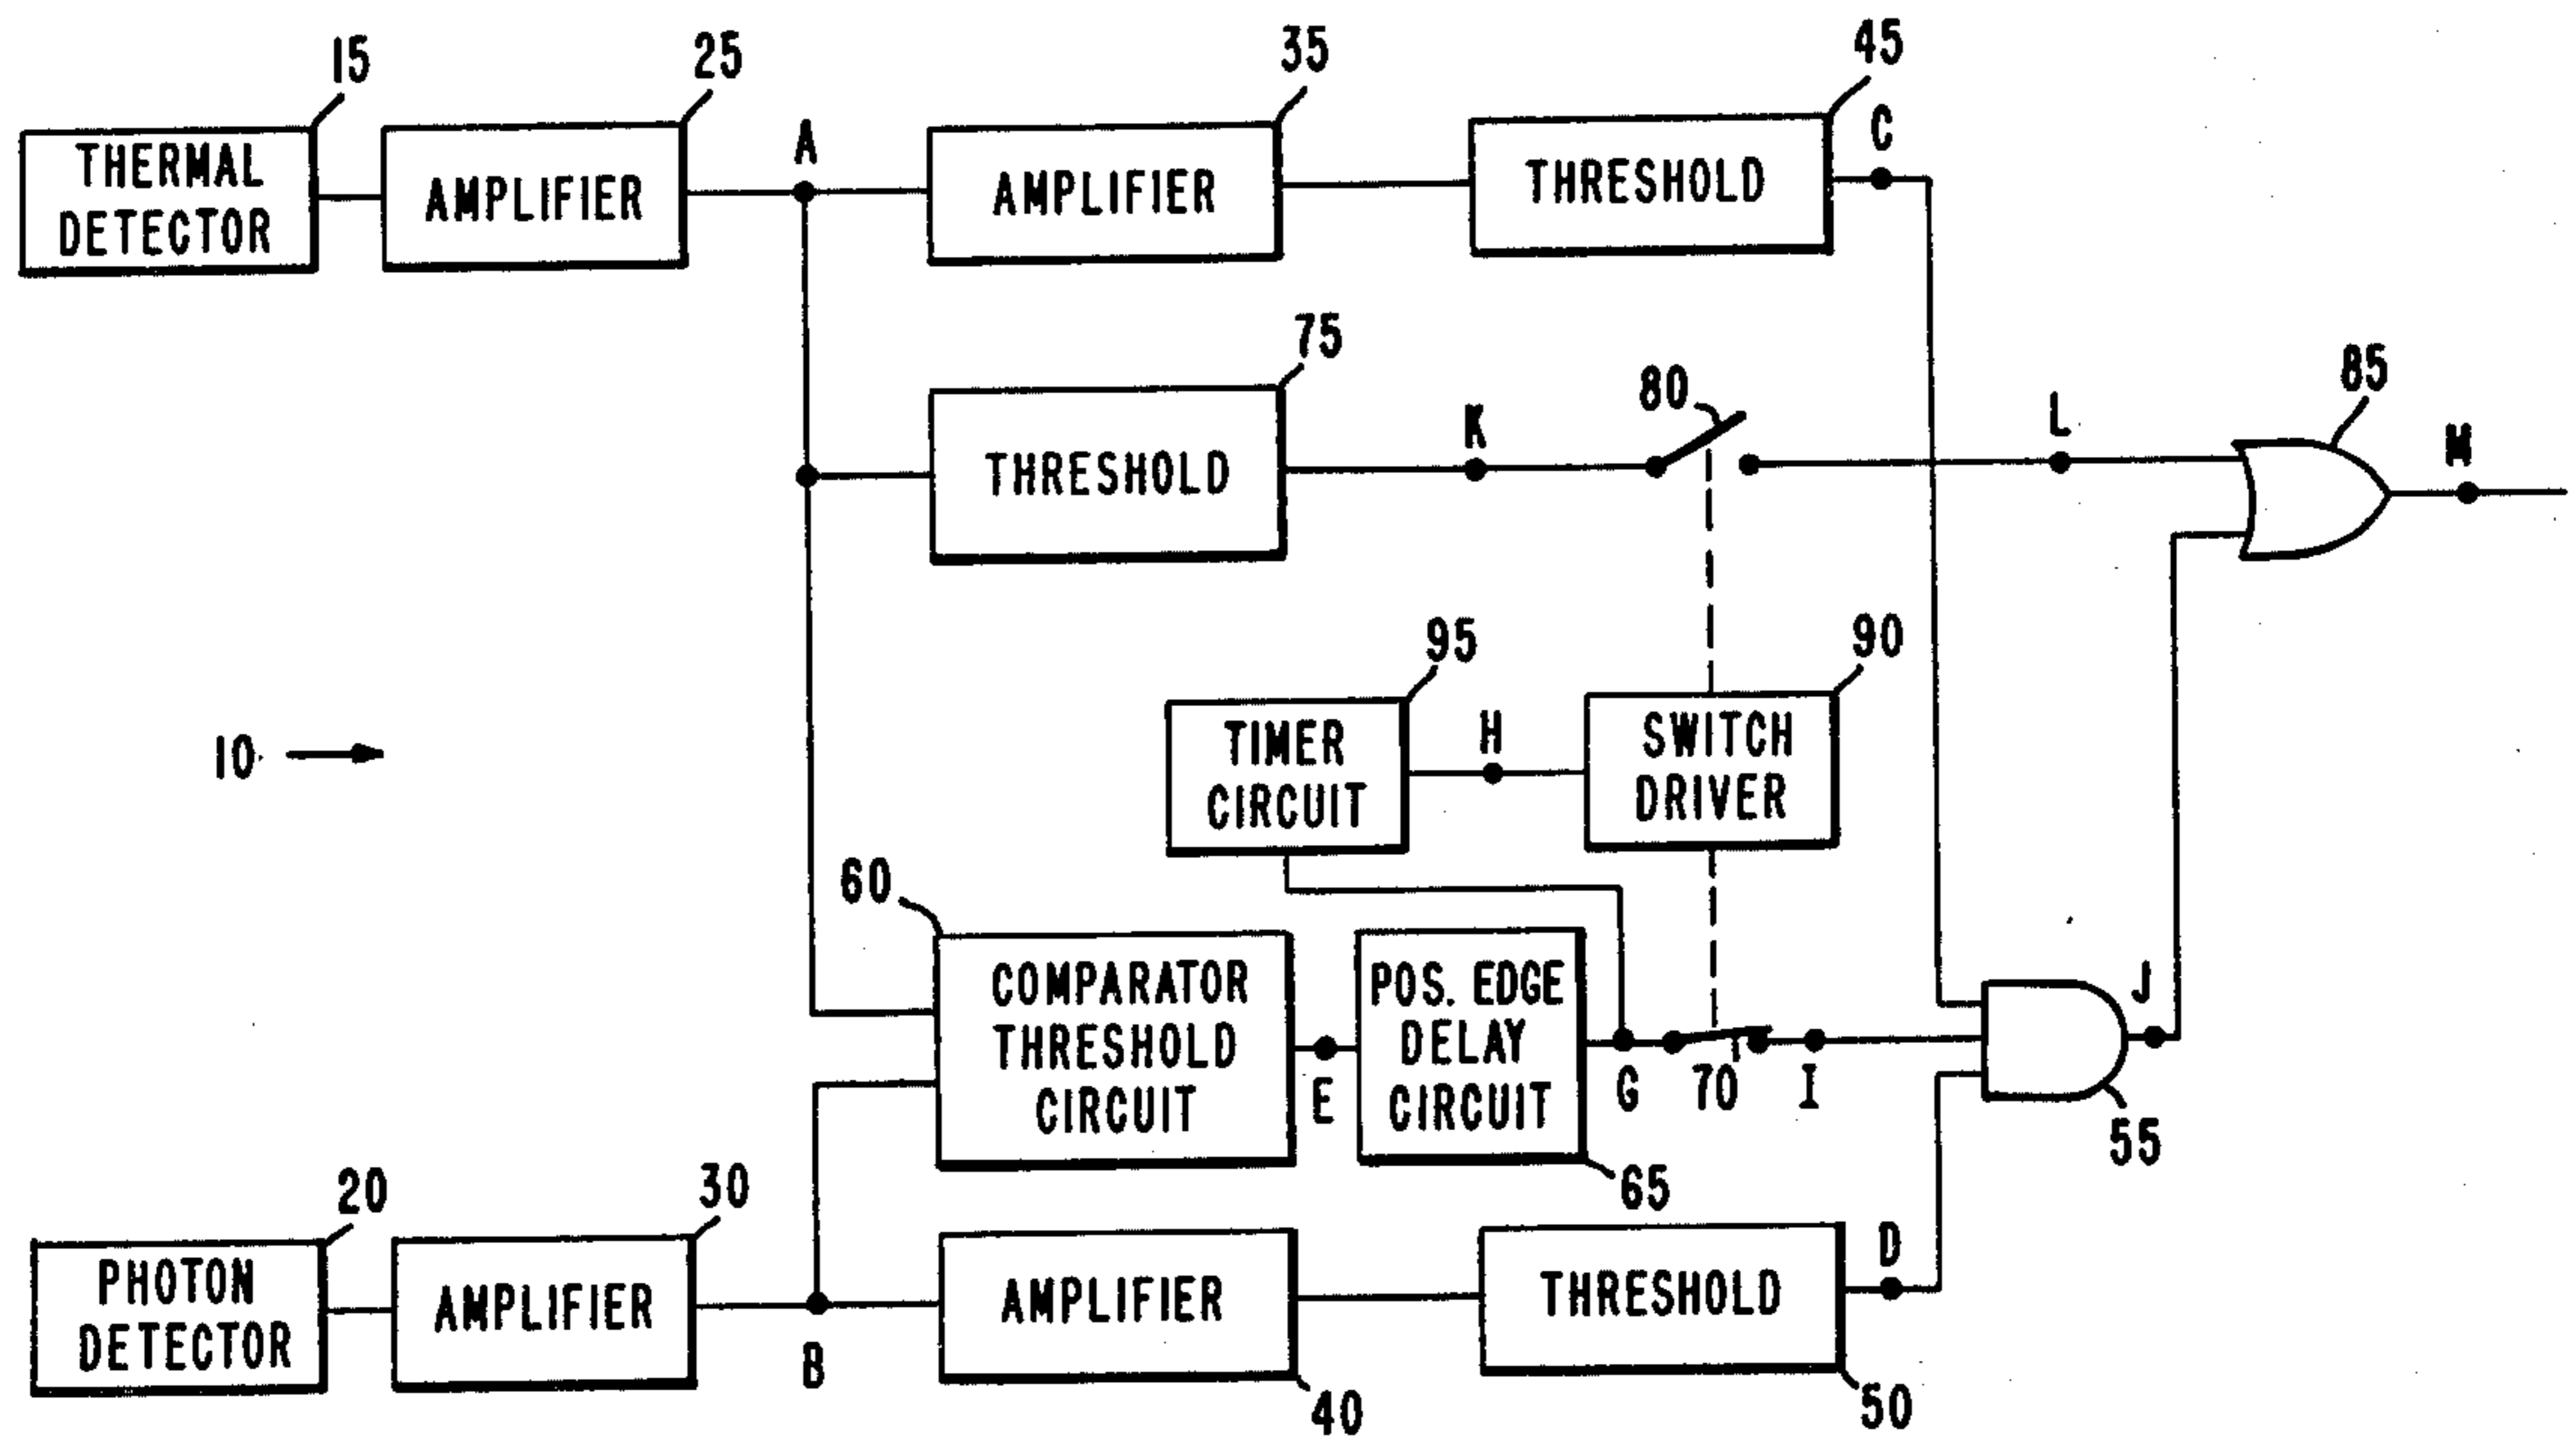 15
25
35
45
THERMAL
DETECTOR
AMPLIFIER
A
AMPLIFIER
THRESHOLD
C
75
THRESHOLD
K
80
L
85
M
10
95
TIMER
CIRCUIT
H
90
SWITCH
DRIVER
60
COMPARATOR
THRESHOLD
CIRCUIT
E
POS. EDGE
DELAY
CIRCUIT
65
G
70
I
J
55
20
PHOTON
DETECTOR
30
AMPLIFIER
B
AMPLIFIER
40
THRESHOLD
50
D